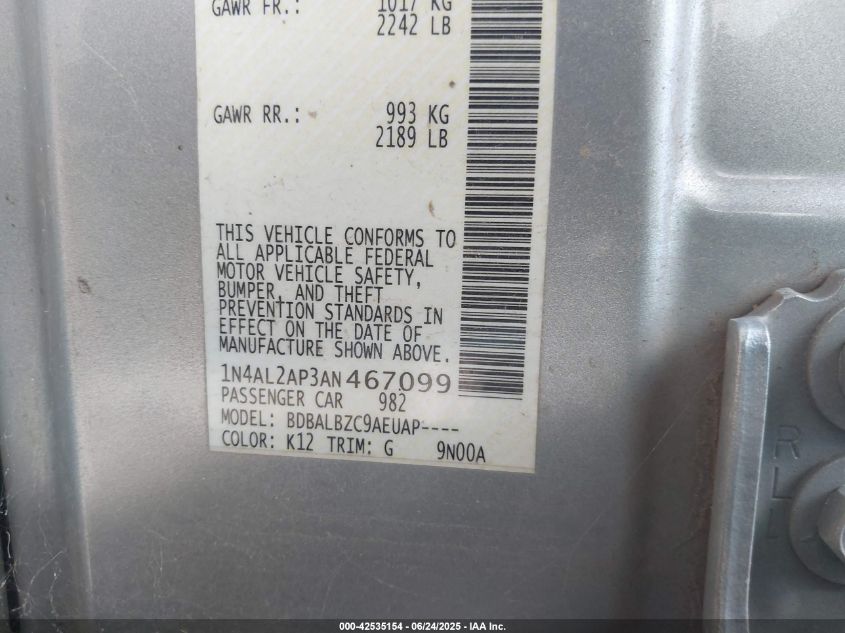 GAWR FR.: 1017 KG
2242 LB
GAWR RR.: 993 KG
2189 LB
THIS VEHICLE CONFORMS TO
ALL APPLICABLE FEDERAL
MOTOR VEHICLE SAFETY,
BUMPER, AND THEFT
PREVENTION STANDARDS IN
EFFECT ON THE DATE OF
MANUFACTURE SHOWN ABOVE.
1N4AL2AP3AN467099
PASSENGER CAR 982
MODEL: BDBALBZC9AEUAP----
COLOR: K12 TRIM: G 9N00A
000-42535154 - 06/24/2025 - IAA Inc.